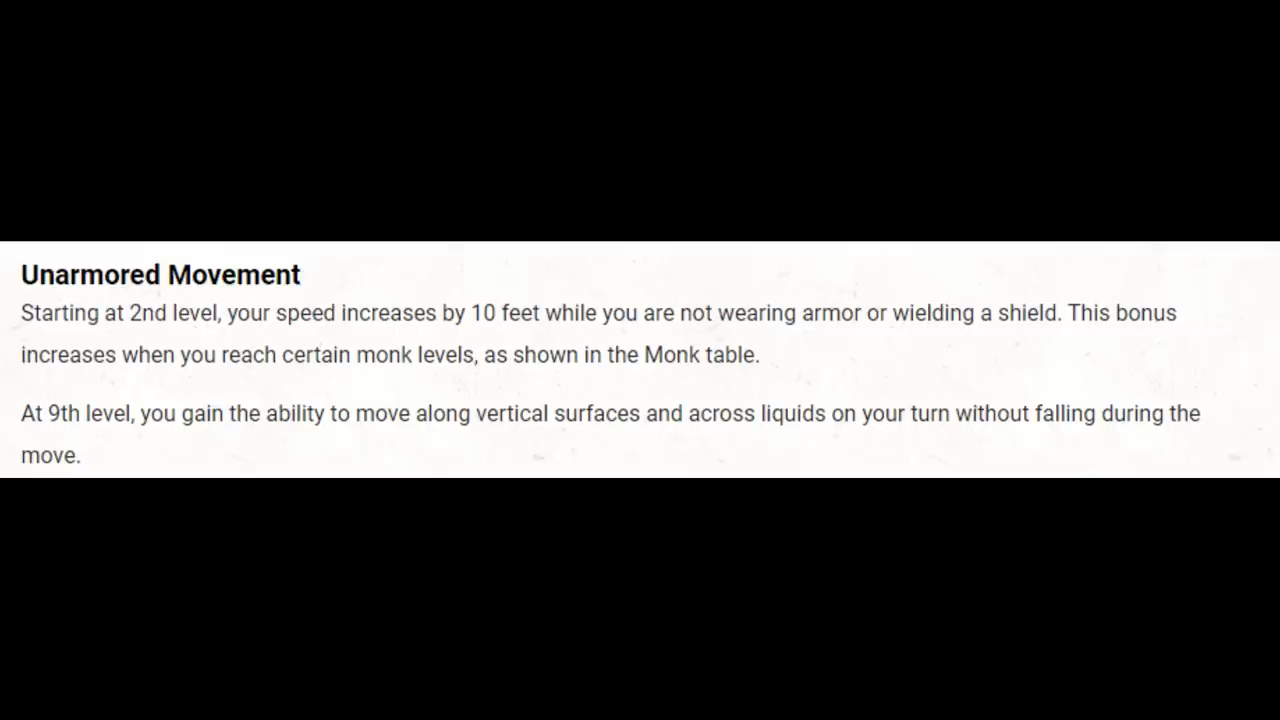 Unarmored Movement
Starting at 2nd level, your speed increases by 10 feet while you are not wearing armor or wielding a shield. This bonus
increases when you reach certain monk levels, as shown in the Monk table.
At 9th level, you gain the ability to move along vertical surfaces and across liquids on your turn without falling during the
move.